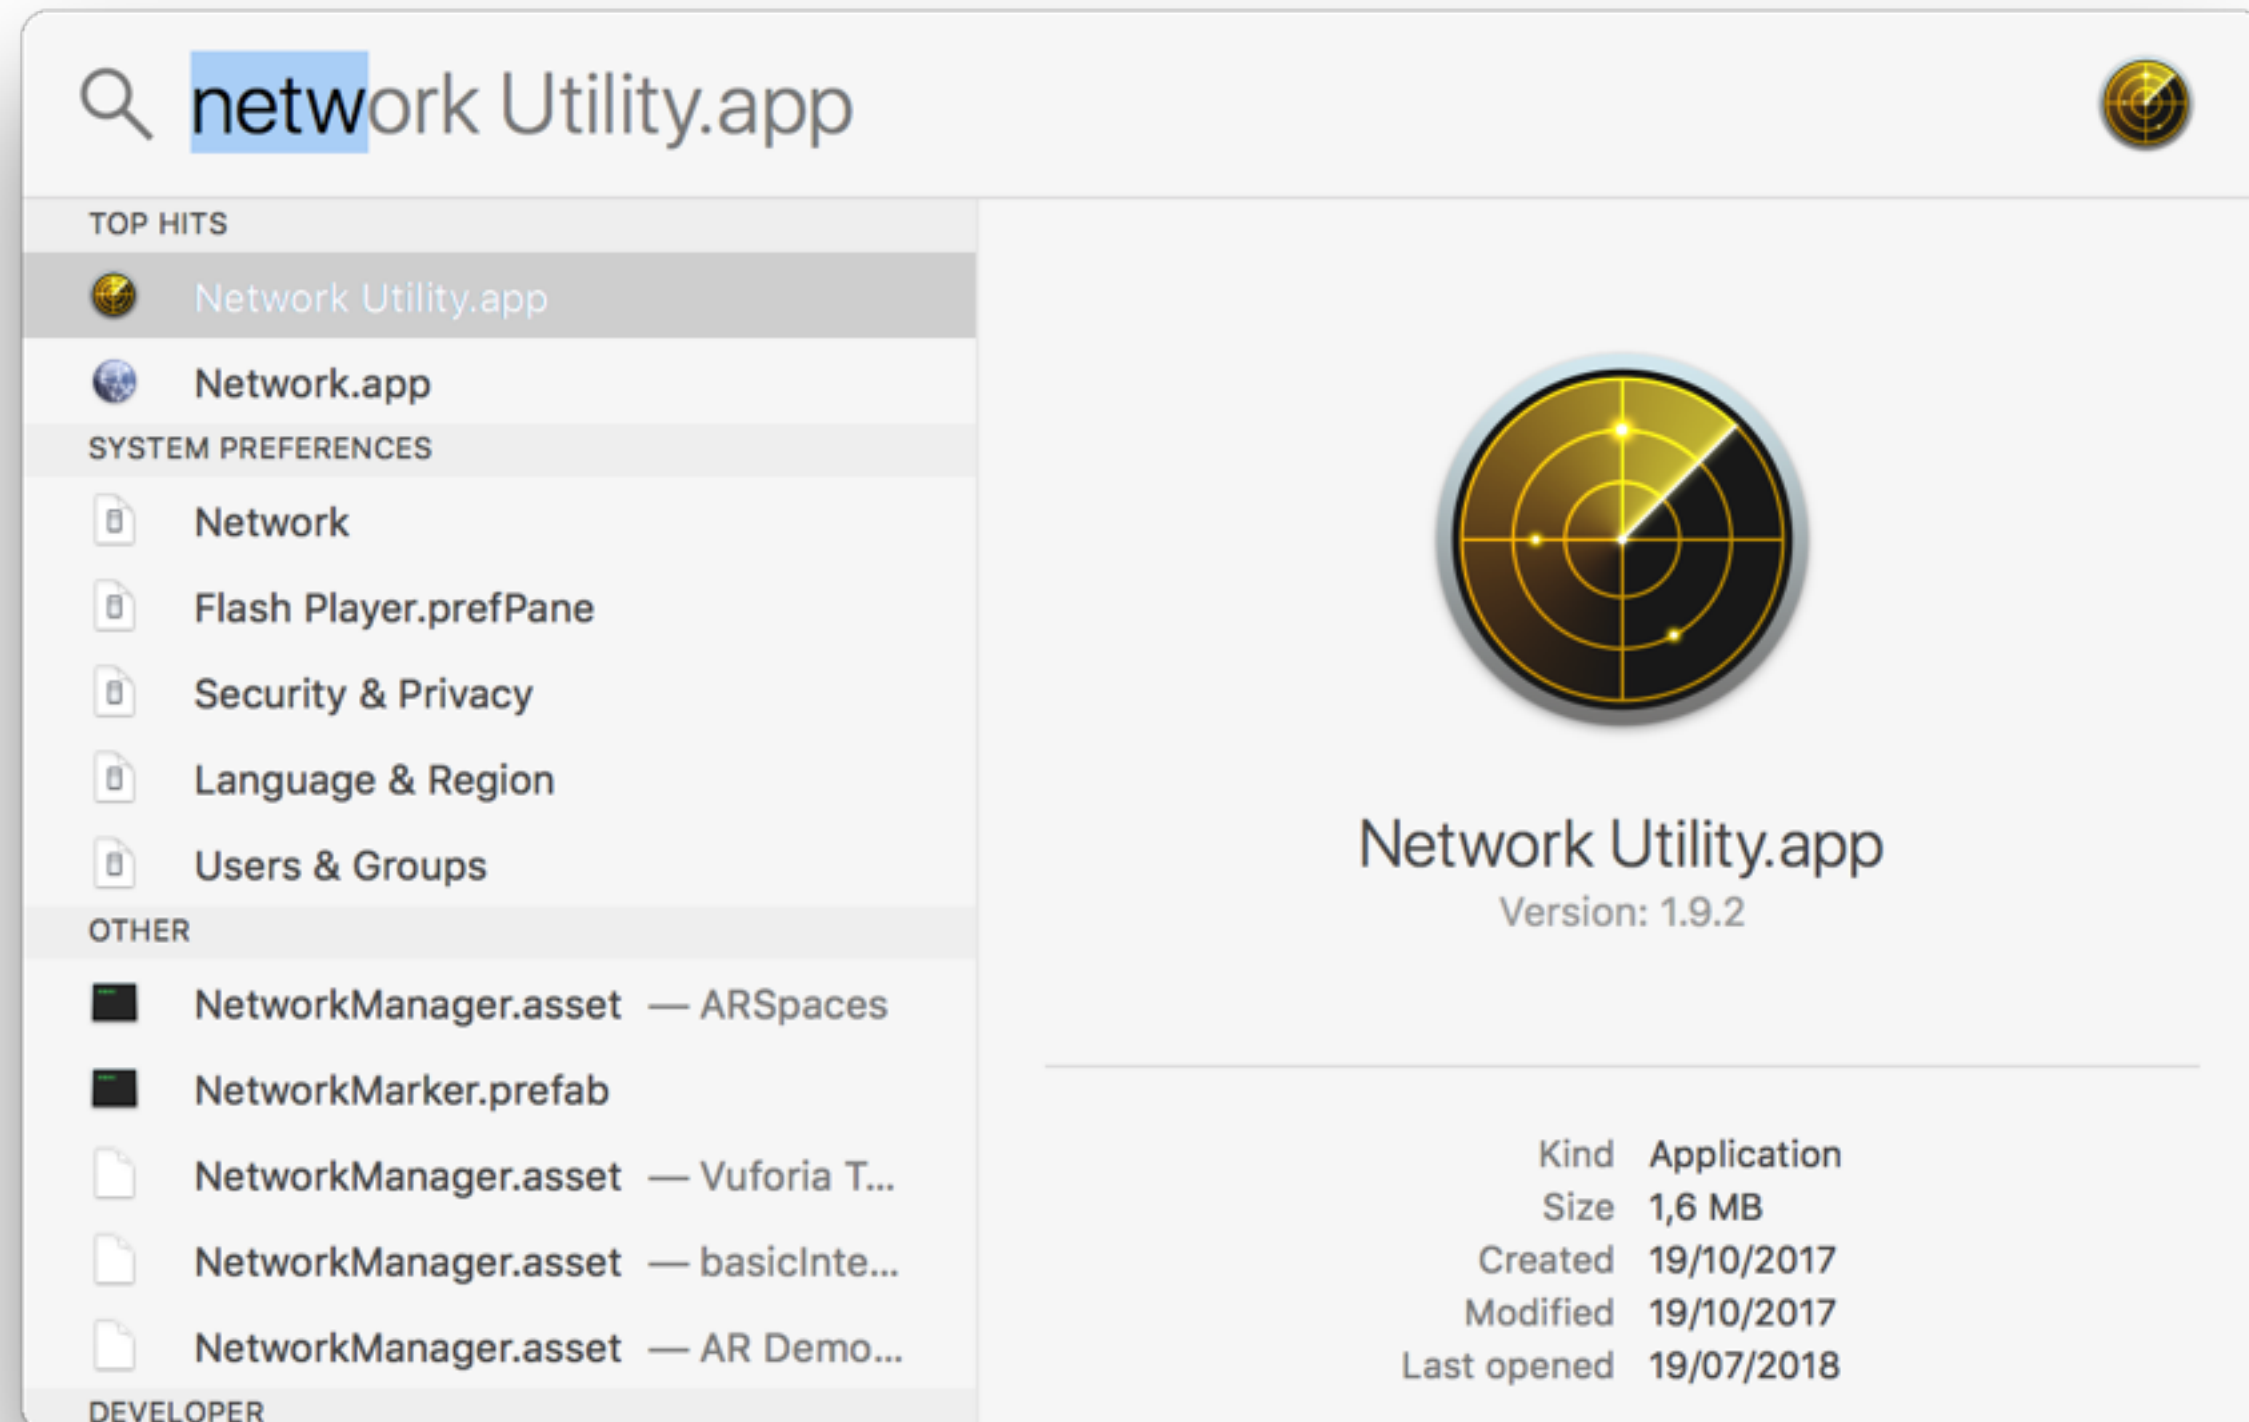 network Utility.app
TOP HITS
Network Utility.app
Network.app
SYSTEM PREFERENCES
Network
Flash Player.prefPane
Security & Privacy
Language & Region
Users & Groups
OTHER
NetworkManager.asset — ARSpaces
NetworkMarker.prefab
NetworkManager.asset — Vuforia T...
NetworkManager.asset — basicInte...
NetworkManager.asset — AR Demo...
DEVELOPER
Network Utility.app
Version: 1.9.2
Kind Application
Size 1,6 MB
Created 19/10/2017
Modified 19/10/2017
Last opened 19/07/2018